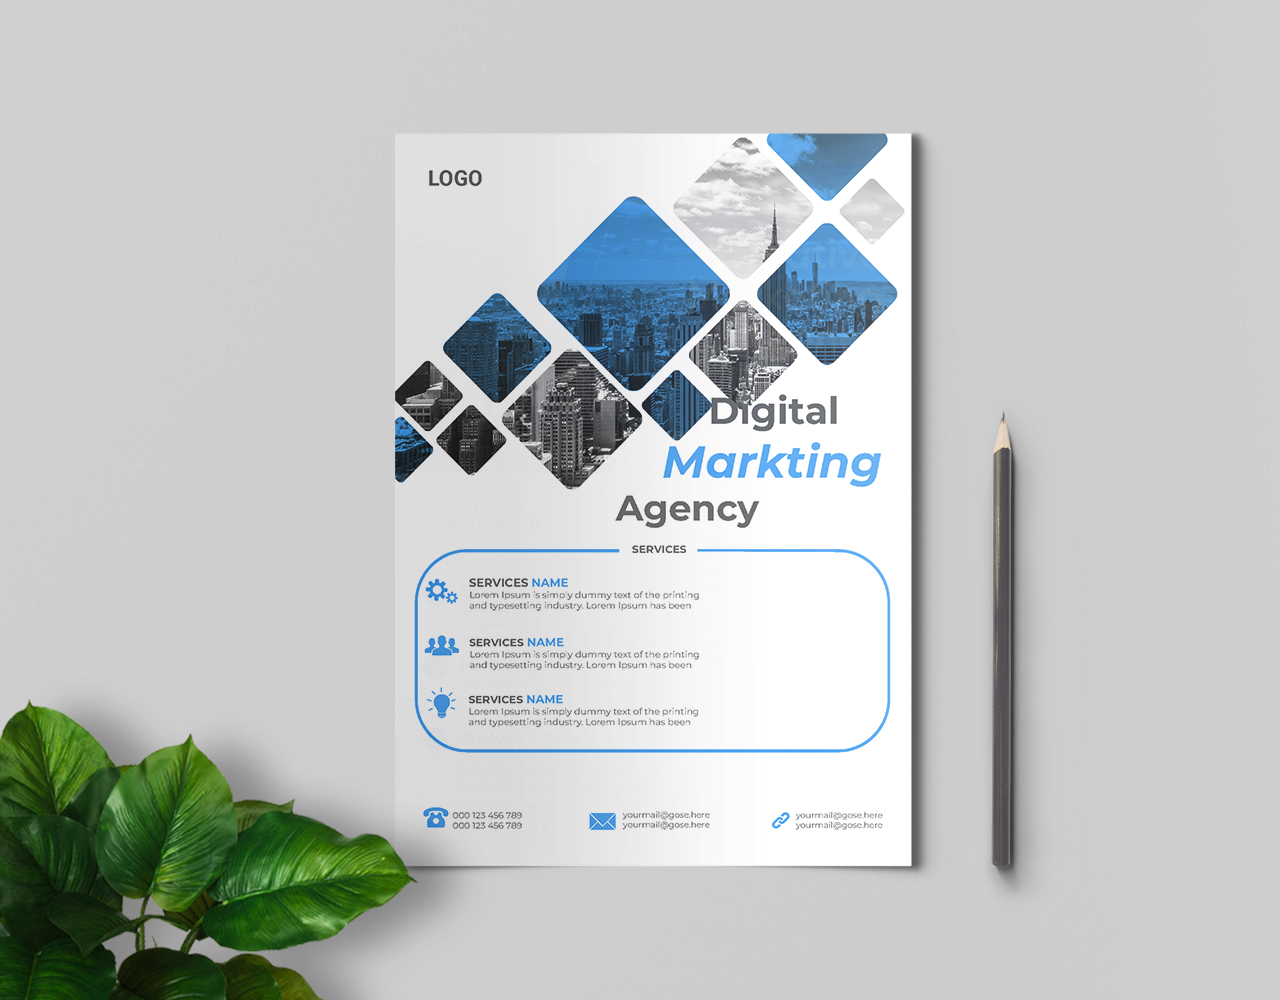 LOGO
Digital
Markting
Agency
SERVICES
SERVICES NAME
Lorem Ipsum is simply dummy text of the printing
and typesetting industry. Lorem Ipsum has been
SERVICES NAME
Lorem Ipsum is simply dummy text of the printing
and typesetting industry. Lorem Ipsum has been
SERVICES NAME
Lorem Ipsum is simply dummy text of the printing
and typesetting industry. Lorem Ipsum has been
000 123 456 789
000 123 456 789
yourmail@gose.here
yourmail@gose.here
yourmail@gose.here
yourmail@gose.here